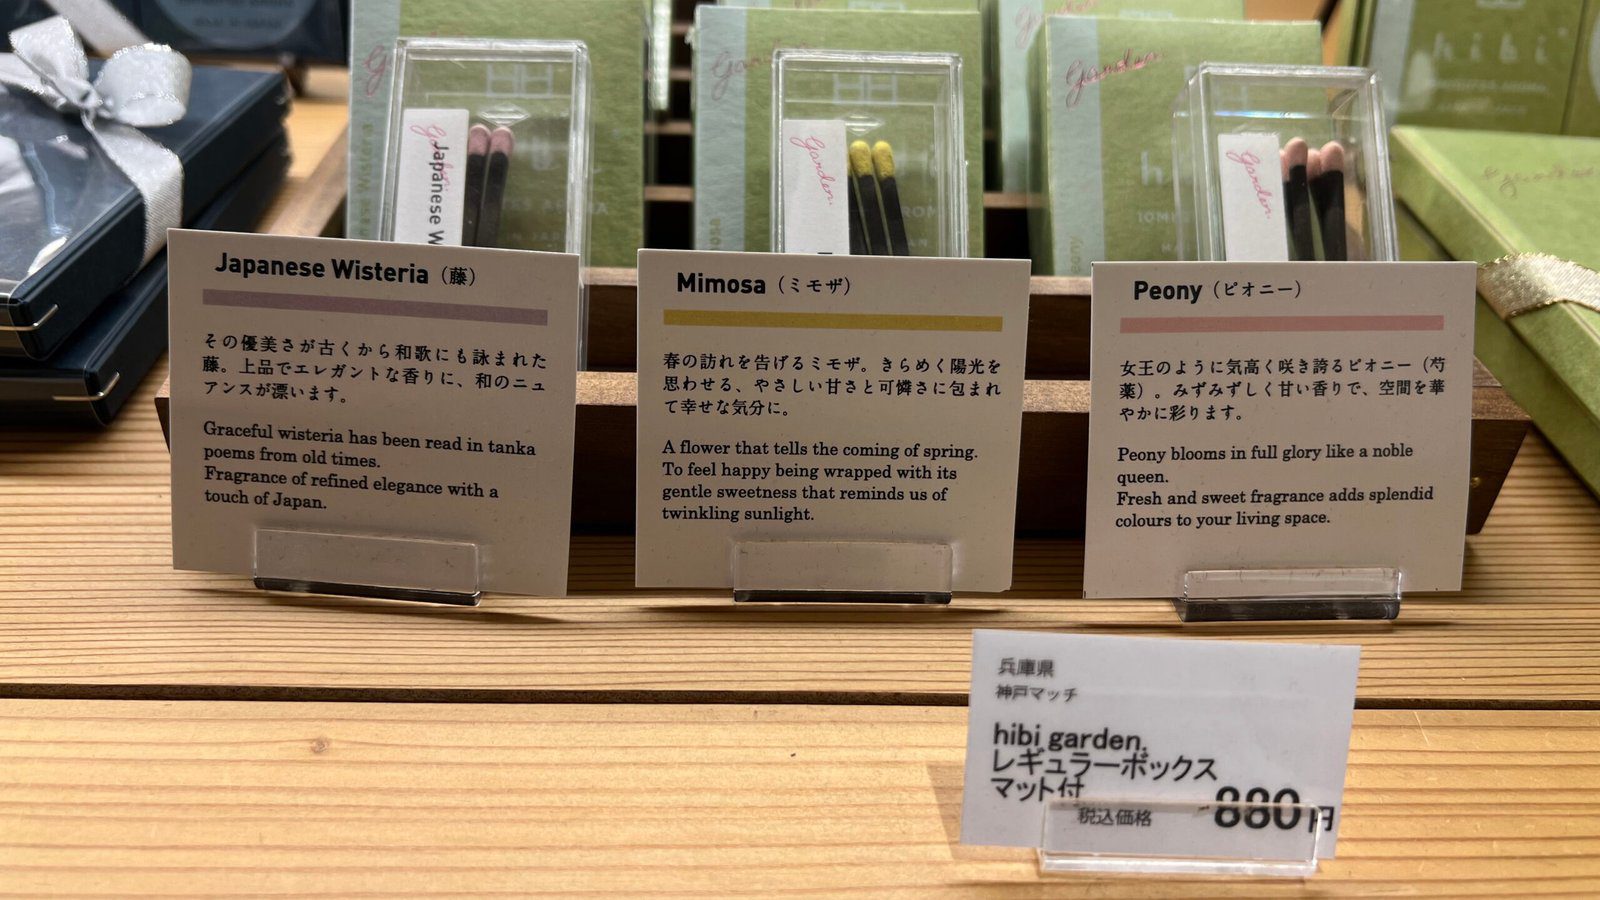 Garden
Garden
Garden
hibi
Garden.
Japanese W
Garden.
Garden.
Japanese Wisteria（藤）
その優美さが古くから和歌にも詠まれた
藤。上品でエレガントな香りに、和のニュ
アンスが漂います。
Graceful wisteria has been read in tanka
poems from old times.
Fragrance of refined elegance with a
touch of Japan.
Mimosa（ミモザ）
春の訪れを告げるミモザ。きらめく陽光を
思わせる、やさしい甘さと可憐さに包まれ
て幸せな気分に。
A flower that tells the coming of spring.
To feel happy being wrapped with its
gentle sweetness that reminds us of
twinkling sunlight.
Peony（ピオニー）
女王のように気高く咲き誇るピオニー（芍
薬）。みずみずしく甘い香りで、空間を華
やかに彩ります。
Peony blooms in full glory like a noble
queen.
Fresh and sweet fragrance adds splendid
colours to your living space.
兵庫県
神戸マッチ
hibi garden.
レギュラーボックス
マット付
税込価格 880円